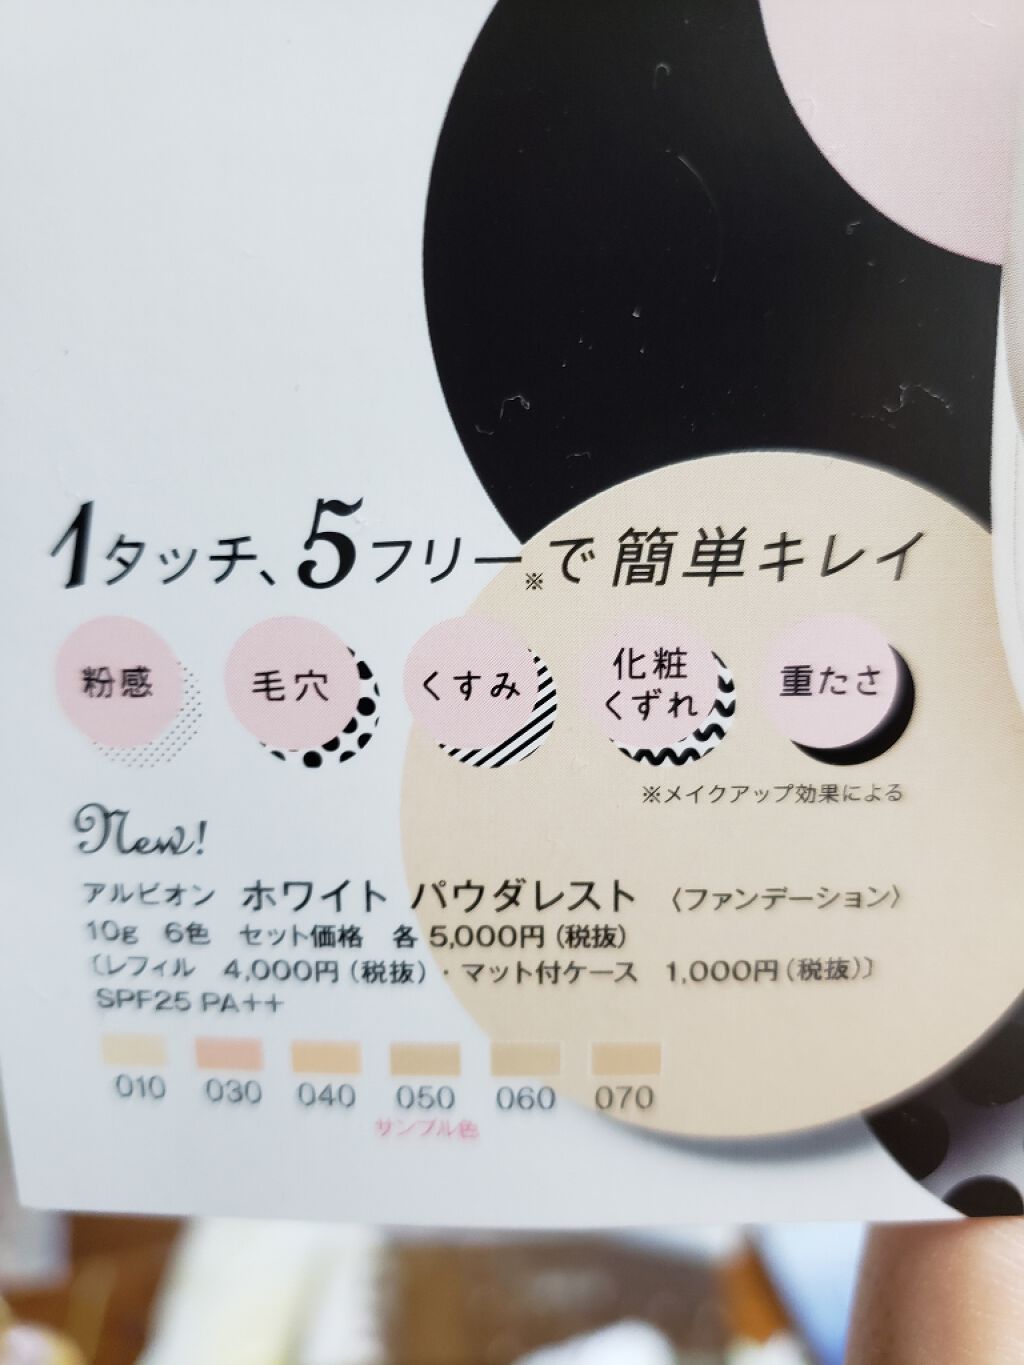 1タッチ、5フリー※で簡単キレイ
粉感
毛穴
くすみ
化粧
くずれ
重たさ
※メイクアップ効果による
New!
アルビオン ホワイト パウダレスト 〈ファンデーション〉
10g 6色 セット価格 各5,000円(税抜)
〔レフィル 4,000円(税抜)・マット付ケース 1,000円(税抜)〕
SPF25 PA++
010 030 040 050 060 070
サンプル色